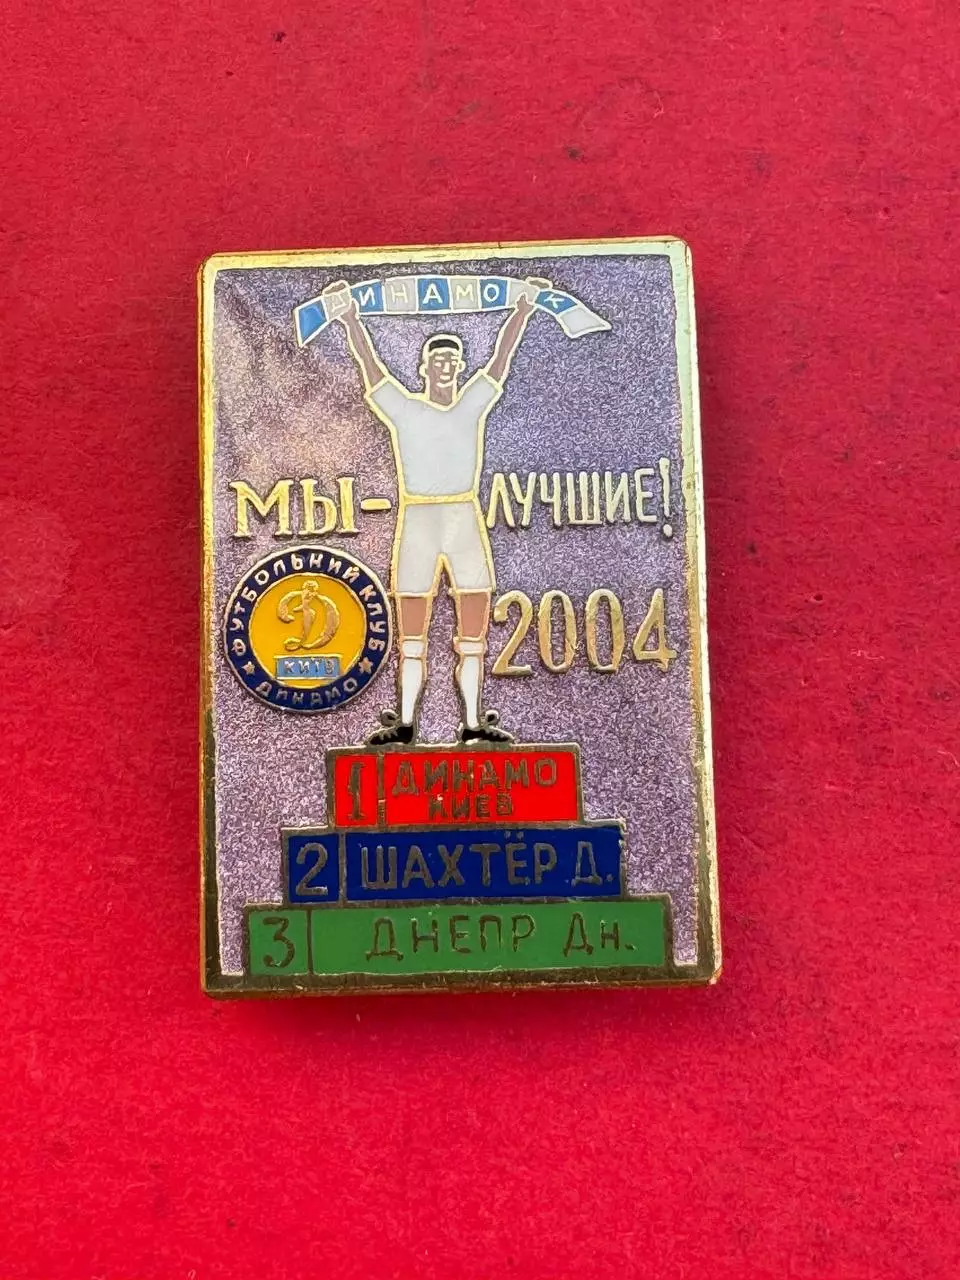 ДИНАМО К
МЫ - ЛУЧШИЕ!
ФУТБОЛЬНИЙ КЛУБ
Д
КИЇВ
★ ДИНАМО ★
2004
1 ДИНАМО
КИЕВ
2 ШАХТЁР Д.
3 ДНЕПР Дн.